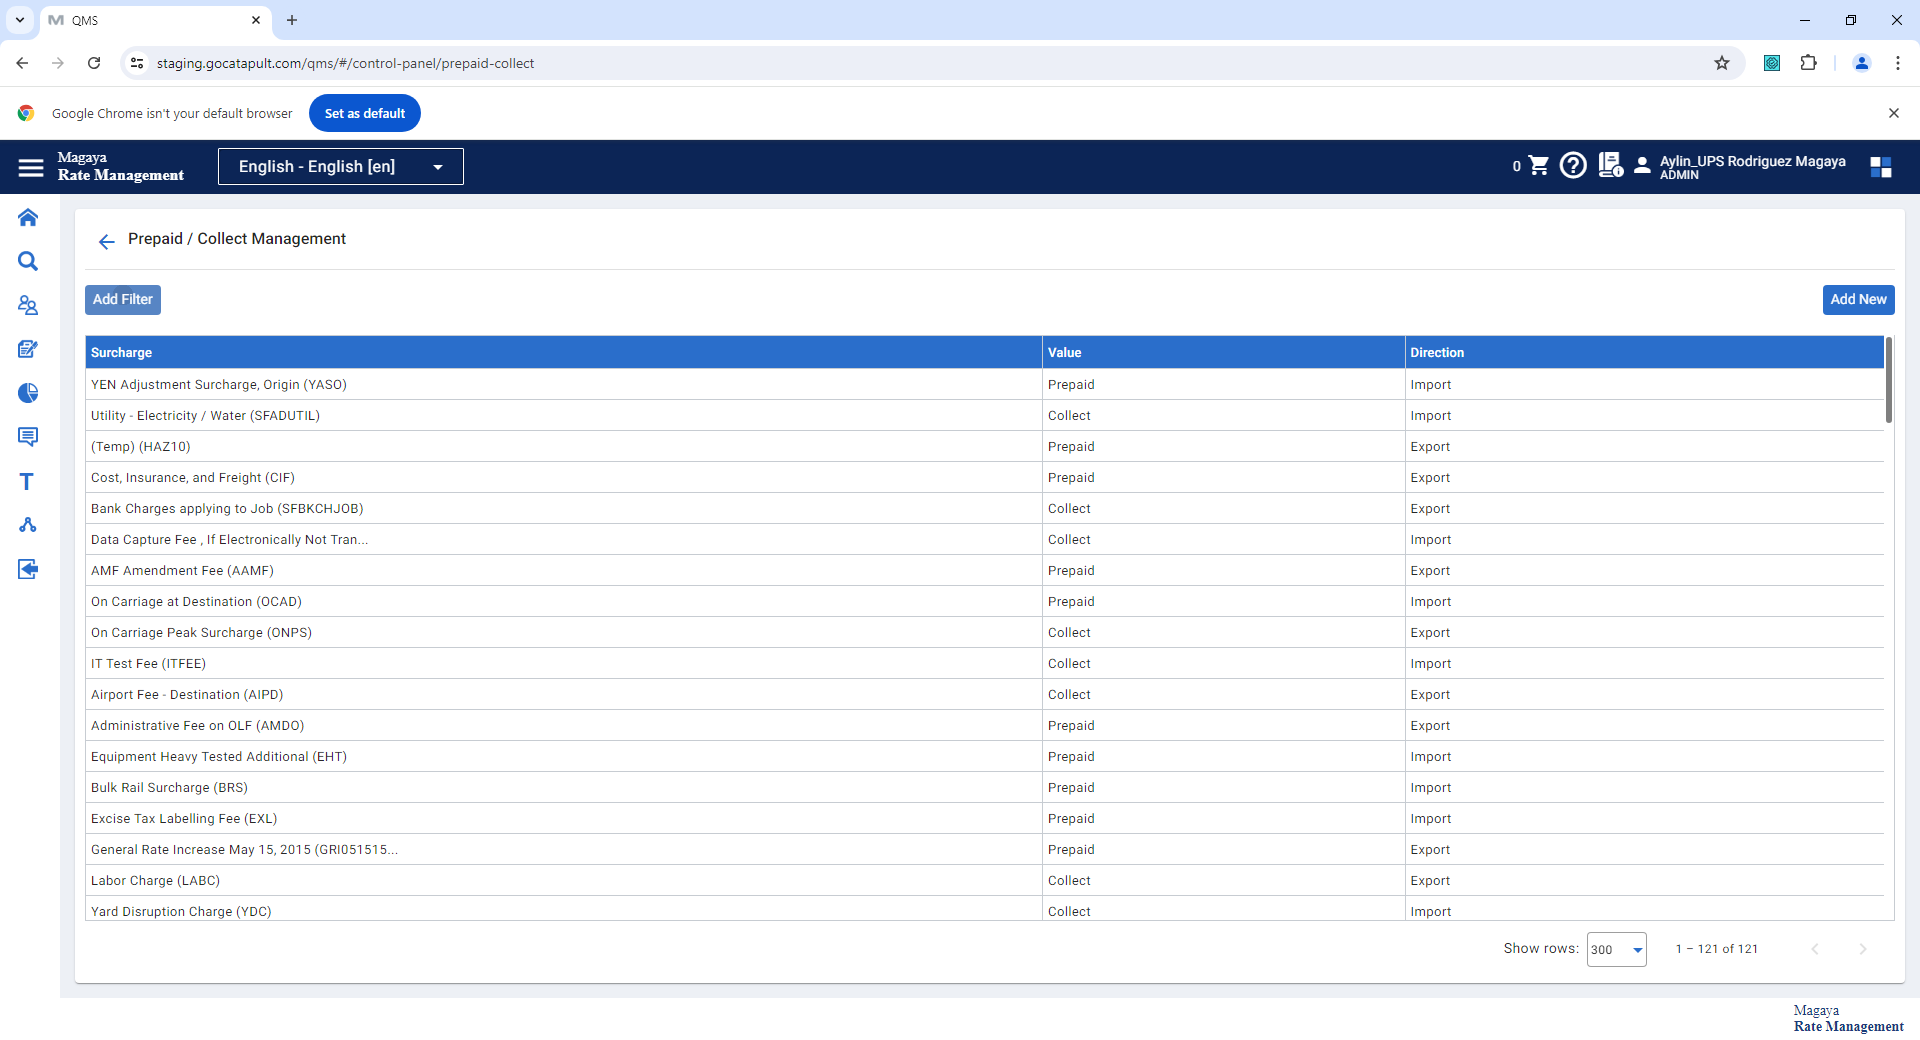 QMS
staging.gocatapult.com/qms/#/control-panel/prepaid-collect
Google Chrome isn't your default browser
Set as default
Magaya
Rate Management
English - English [en]
0
Aylin_UPS Rodriguez Magaya
ADMIN
Prepaid / Collect Management
Add Filter
Add New
Surcharge Value Direction
YEN Adjustment Surcharge, Origin (YASO) Prepaid Import
Utility - Electricity / Water (SFADUTIL) Collect Import
(Temp) (HAZ10) Prepaid Export
Cost, Insurance, and Freight (CIF) Prepaid Export
Bank Charges applying to Job (SFBKCHJOB) Collect Export
Data Capture Fee , If Electronically Not Tran... Collect Import
AMF Amendment Fee (AAMF) Prepaid Export
On Carriage at Destination (OCAD) Prepaid Import
On Carriage Peak Surcharge (ONPS) Collect Export
IT Test Fee (ITFEE) Collect Import
Airport Fee - Destination (AIPD) Collect Export
Administrative Fee on OLF (AMDO) Prepaid Export
Equipment Heavy Tested Additional (EHT) Prepaid Import
Bulk Rail Surcharge (BRS) Prepaid Import
Excise Tax Labelling Fee (EXL) Prepaid Import
General Rate Increase May 15, 2015 (GRI051515... Prepaid Export
Labor Charge (LABC) Collect Export
Yard Disruption Charge (YDC) Collect Import
Show rows: 300 1 – 121 of 121
Magaya
Rate Management